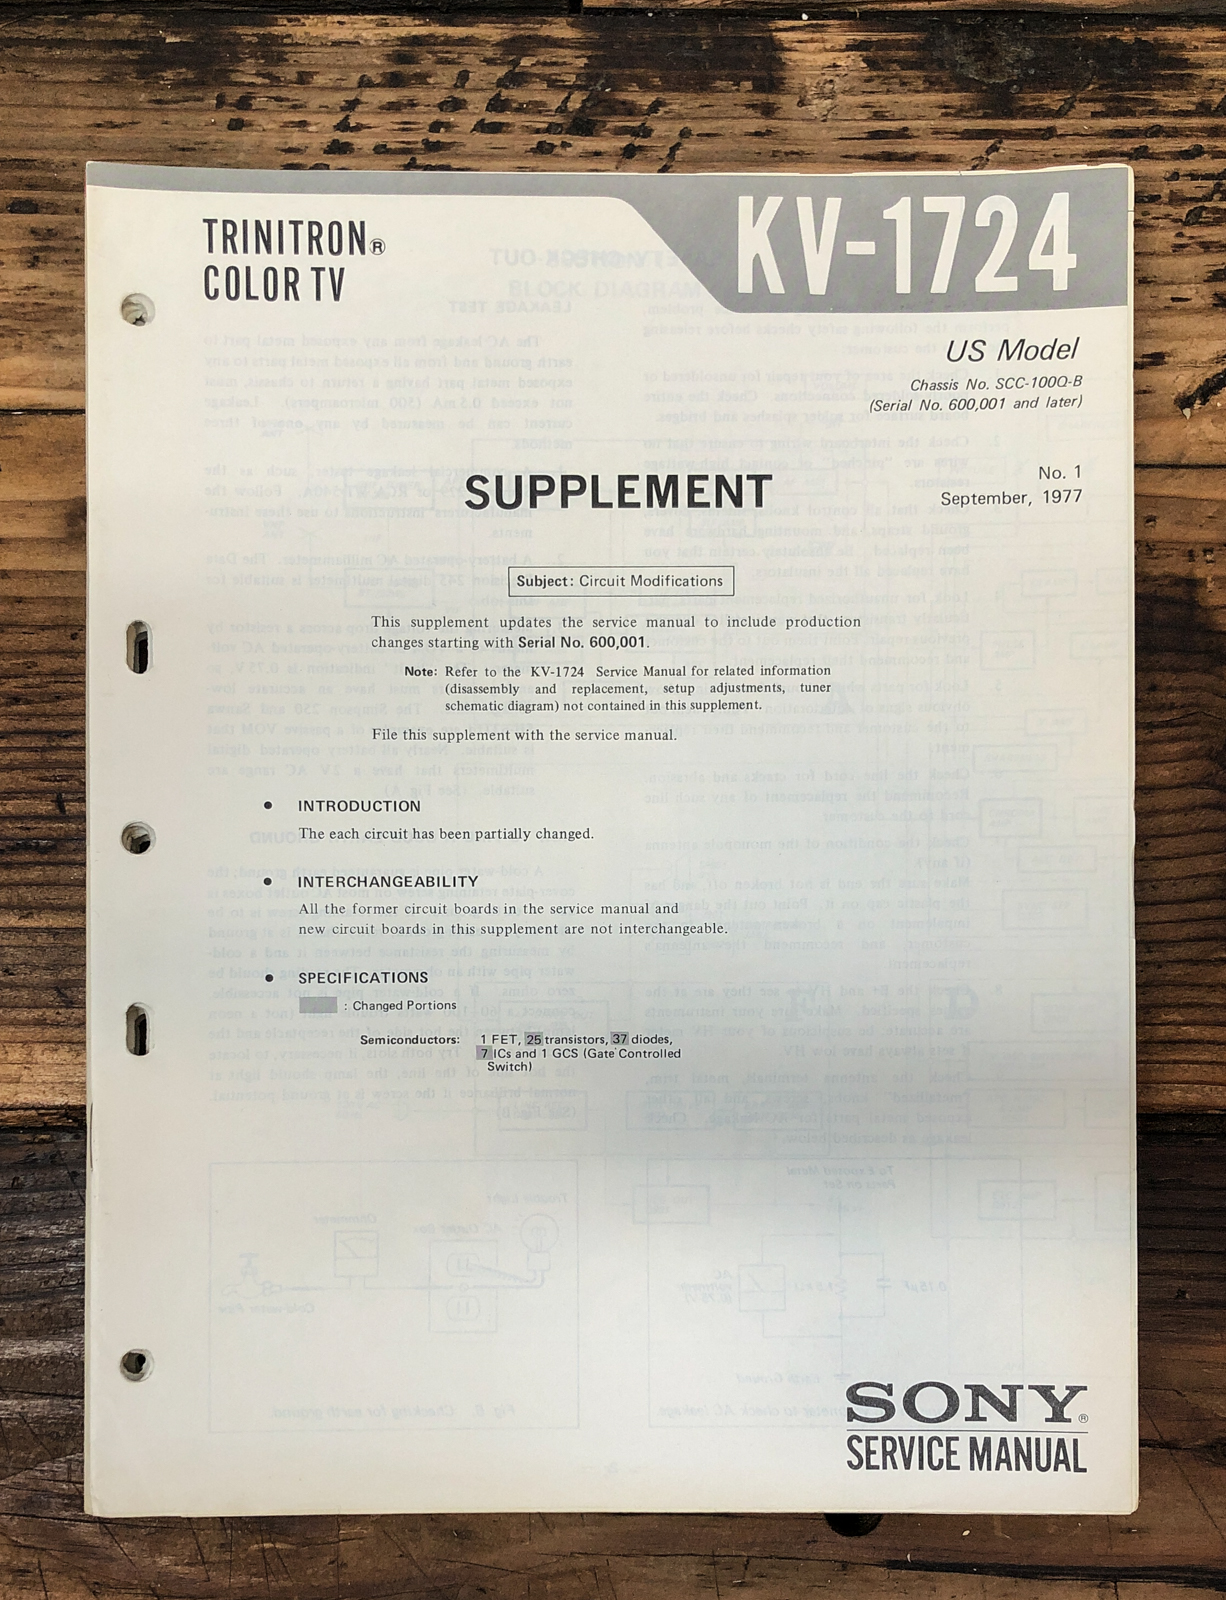 TRINITRON®
COLOR TV
KV-1724
US Model
Chassis No. SCC-100Q-B
(Serial No. 600,001 and later)
No. 1
September, 1977
SUPPLEMENT
Subject: Circuit Modifications
This supplement updates the service manual to include production
changes starting with Serial No. 600,001.
Note: Refer to the KV-1724 Service Manual for related information
(disassembly and replacement, setup adjustments, tuner
schematic diagram) not contained in this supplement.
File this supplement with the service manual.
• INTRODUCTION
The each circuit has been partially changed.
• INTERCHANGEABILITY
All the former circuit boards in the service manual and
new circuit boards in this supplement are not interchangeable.
• SPECIFICATIONS
: Changed Portions
Semiconductors: 1 FET, 25 transistors, 37 diodes,
7 ICs and 1 GCS (Gate Controlled
Switch)
SONY®
SERVICE MANUAL